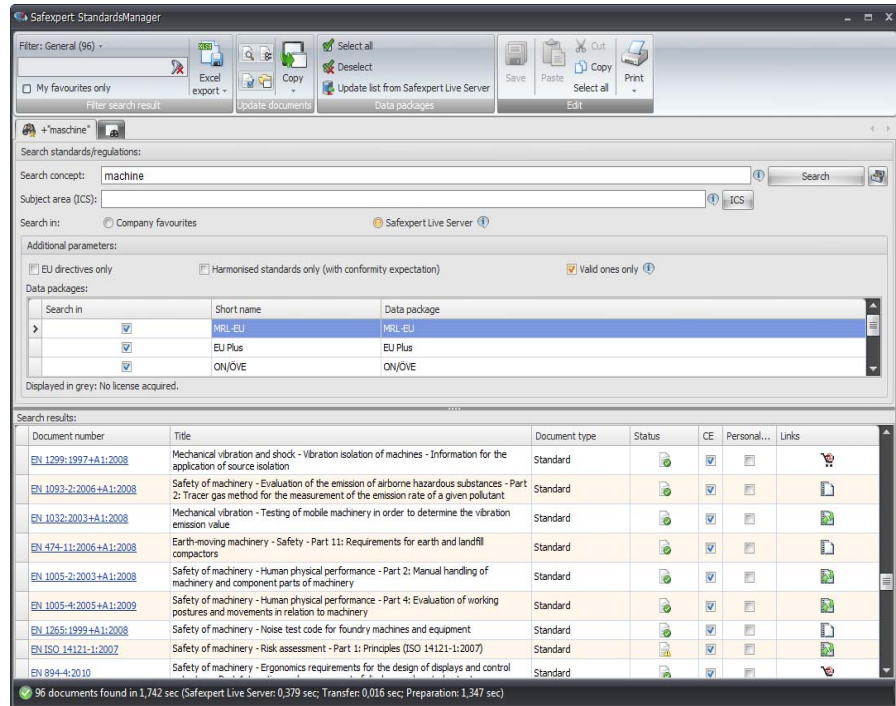 Safexpert StandardsManager
Filter: General (96)
My favourites only
Filter search result
Excel
export
Copy
Update documents
Select all
Deselect
Update list from Safexpert Live Server
Data packages
Save
Paste
Cut
Copy
Select all
Print
Edit
+"maschine"
Search standards/regulations:
Search concept: machine
Search
Subject area (ICS):
ICS
Search in: Company favourites Safexpert Live Server
Additional parameters:
EU directives only Harmonised standards only (with conformity expectation) Valid ones only
Data packages:
Search in Short name Data package
MRL-EU MRL-EU
EU Plus EU Plus
ON/ÖVE ON/ÖVE
Displayed in grey: No license acquired.
Search results:
Document number Title Document type Status CE Personal... Links
EN 1299:1997+A1:2008 Mechanical vibration and shock - Vibration isolation of machines - Information for the
application of source isolation Standard
EN 1093-2:2006+A1:2008 Safety of machinery - Evaluation of the emission of airborne hazardous substances - Part
2: Tracer gas method for the measurement of the emission rate of a given pollutant Standard
EN 1032:2003+A1:2008 Mechanical vibration - Testing of mobile machinery in order to determine the vibration
emission value Standard
EN 474-11:2006+A1:2008 Earth-moving machinery - Safety - Part 11: Requirements for earth and landfill
compactors Standard
EN 1005-2:2003+A1:2008 Safety of machinery - Human physical performance - Part 2: Manual handling of
machinery and component parts of machinery Standard
EN 1005-4:2005+A1:2009 Safety of machinery - Human physical performance - Part 4: Evaluation of working
postures and movements in relation to machinery Standard
EN 1265:1999+A1:2008 Safety of machinery - Noise test code for foundry machines and equipment Standard
EN ISO 14121-1:2007 Safety of machinery - Risk assessment - Part 1: Principles (ISO 14121-1:2007) Standard
EN 894-4:2010 Safety of machinery - Ergonomics requirements for the design of displays and control Standard
96 documents found in 1,742 sec (Safexpert Live Server: 0,379 sec; Transfer: 0,016 sec; Preparation: 1,347 sec)